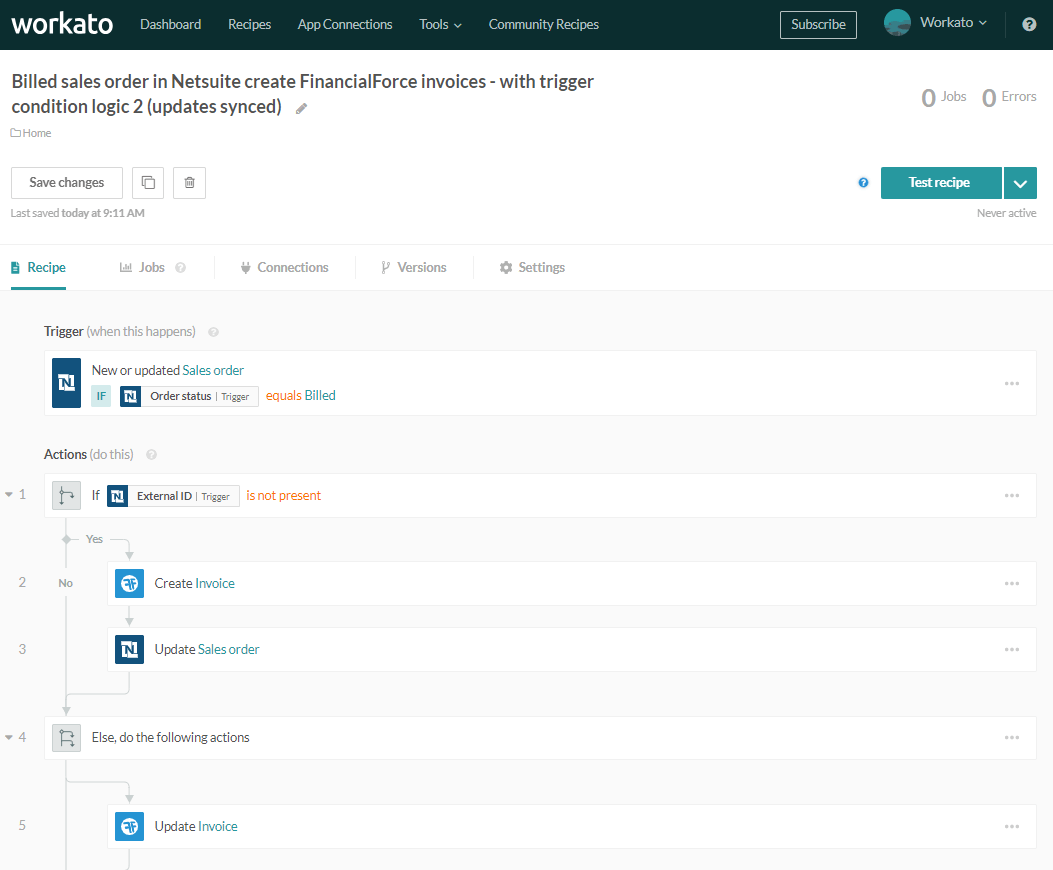 workato Dashboard Recipes App Connections Tools Community Recipes Subscribe Workato ?
Billed sales order in Netsuite create FinancialForce invoices - with trigger
condition logic 2 (updates synced)
0 Jobs 0 Errors
Home
Save changes ? Test recipe
Last saved today at 9:11 AM Never active
Recipe Jobs ? Connections Versions Settings
Trigger (when this happens) ?
New or updated Sales order
IF N Order status | Trigger equals Billed
Actions (do this) ?
1 If N External ID | Trigger is not present
Yes
2 No Create Invoice
3 N Update Sales order
4 Else, do the following actions
5 Update Invoice